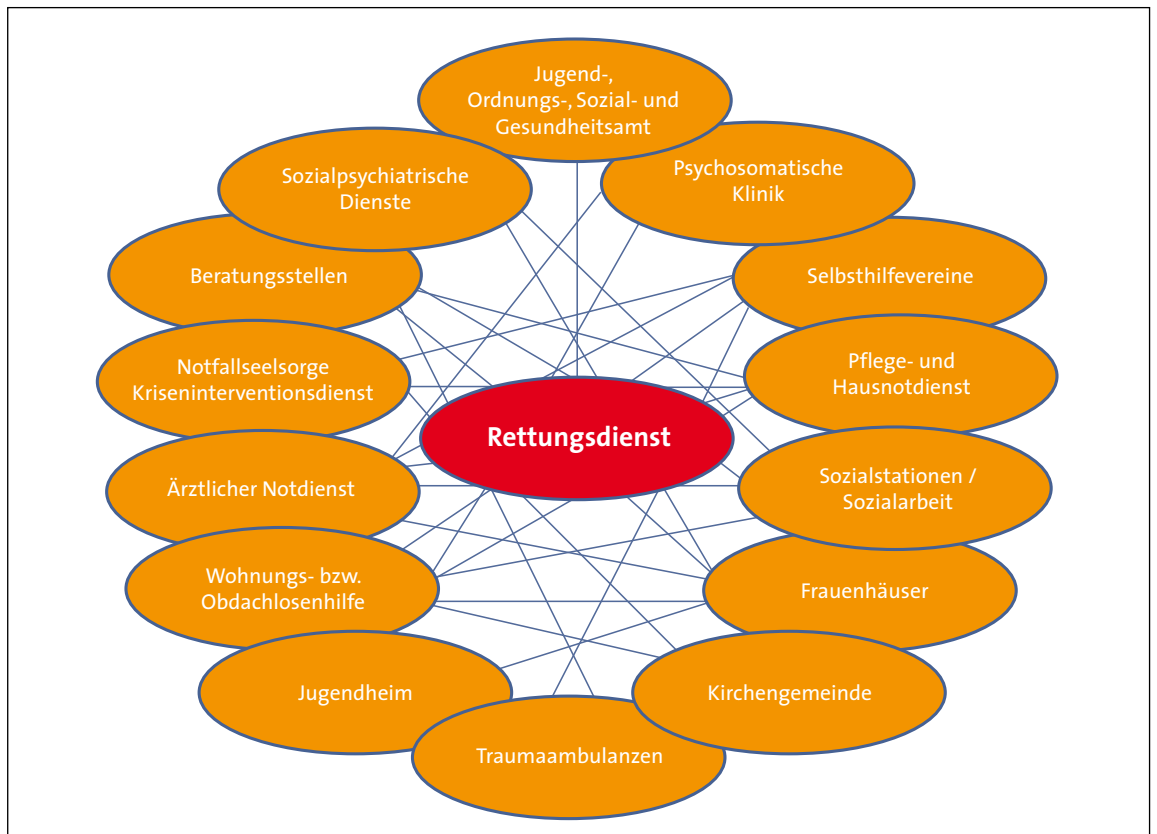 Jugend-,
Ordnungs-, Sozial- und
Gesundheitsamt
Sozialpsychiatrische
Dienste
Psychosomatische
Klinik
Beratungsstellen
Selbsthilfevereine
Notfallseelsorge
Kriseninterventionsdienst
Pflege- und
Hausnotdienst
Rettungsdienst
Ärztlicher Notdienst
Sozialstationen /
Sozialarbeit
Wohnungs- bzw.
Obdachlosenhilfe
Frauenhäuser
Jugendheim
Kirchengemeinde
Traumaambulanzen